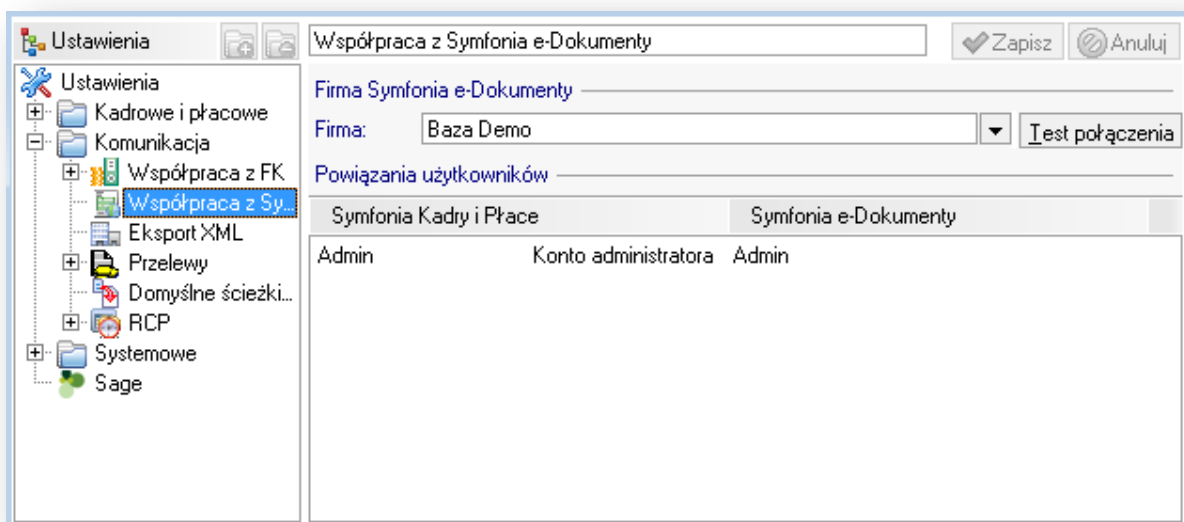 Ustawienia
Współpraca z Symfonia e-Dokumenty
Zapisz
Anuluj
Ustawienia
Kadrowe i płacowe
Komunikacja
Współpraca z FK
Współpraca z Sy...
Eksport XML
Przelewy
Domyślne ścieżki...
RCP
Systemowe
Sage
Firma Symfonia e-Dokumenty
Firma: Baza Demo Test połączenia
Powiązania użytkowników
Symfonia Kadry i Płace Symfonia e-Dokumenty
Admin Konto administratora Admin